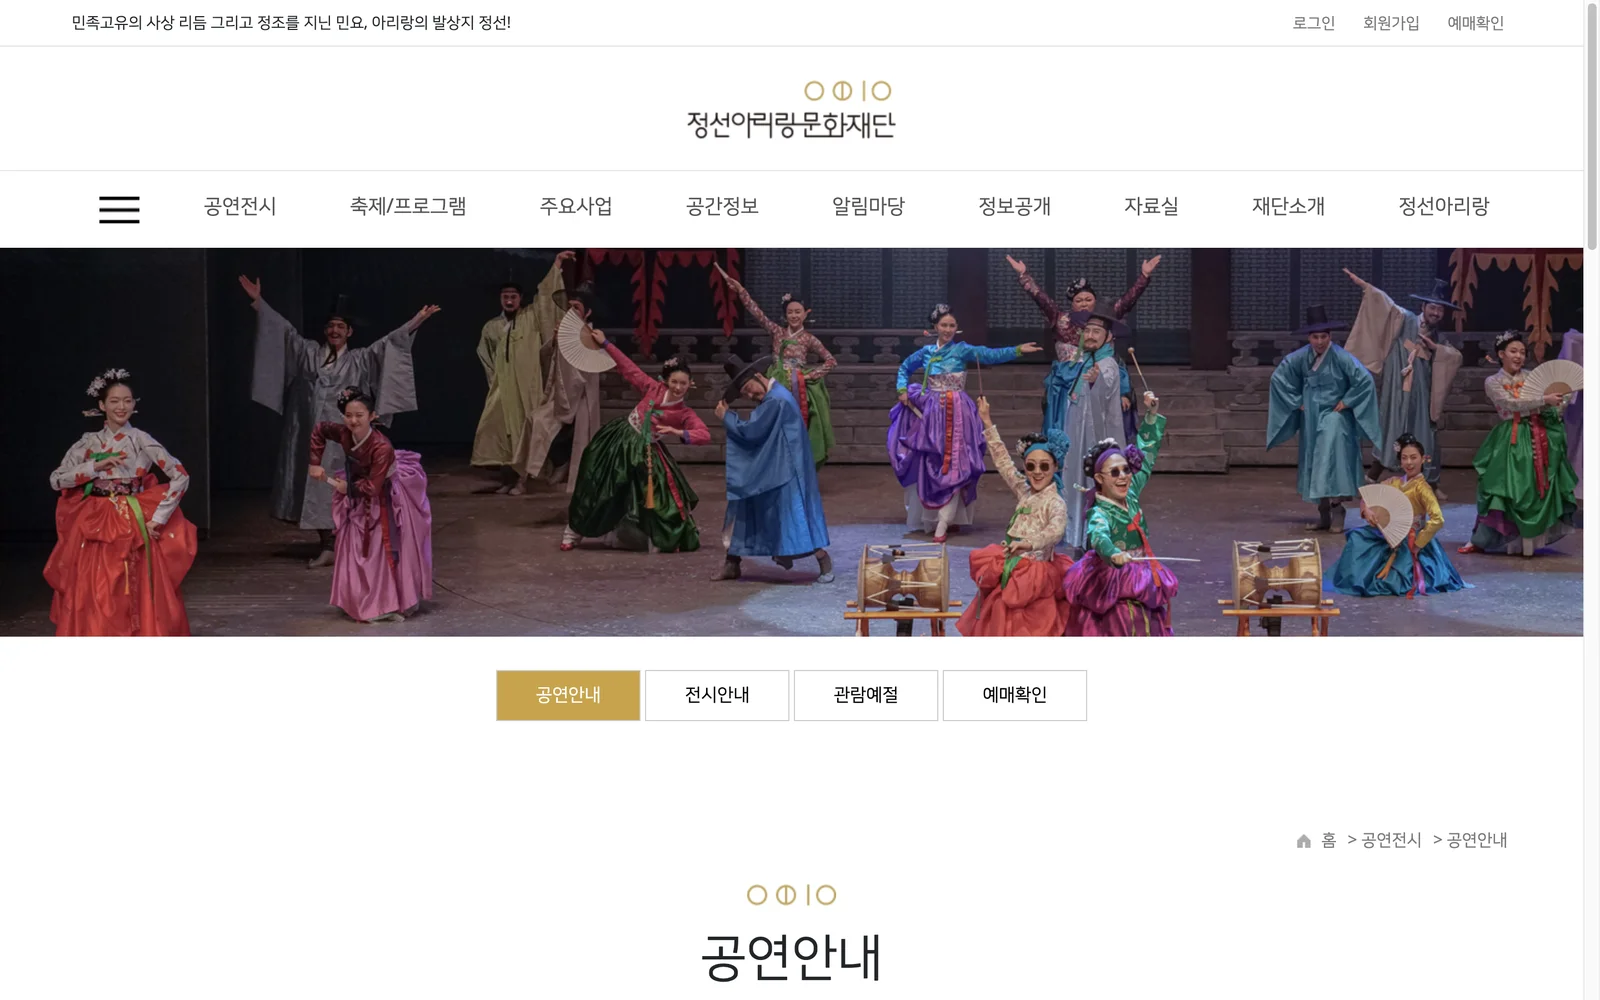 민족고유의 사상 리듬 그리고 정조를 지닌 민요, 아리랑의 발상지 정선!
로그인 회원가입 예매확인
정선아리랑문화재단
공연전시 축제/프로그램 주요사업 공간정보 알림마당 정보공개 자료실 재단소개 정선아리랑
공연안내 전시안내 관람예절 예매확인
홈 > 공연전시 > 공연안내
공연안내